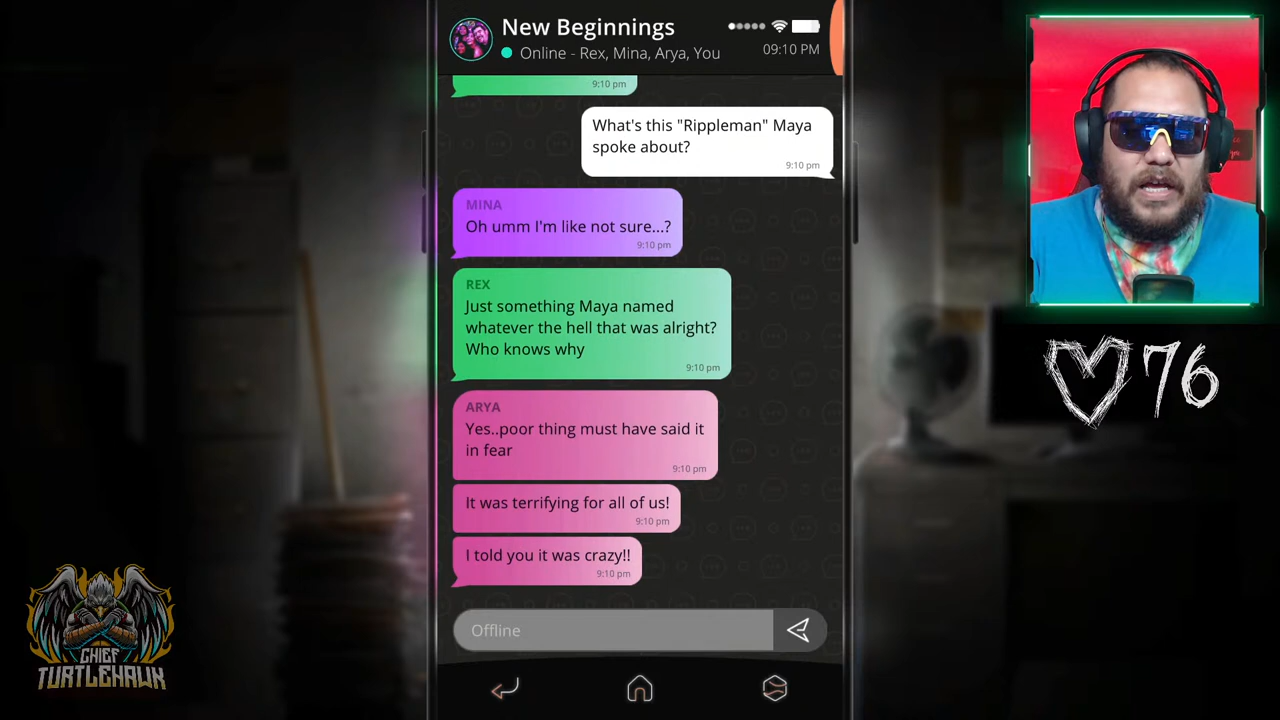 New Beginnings
09:10 PM
Online - Rex, Mina, Arya, You
9:10 pm
What's this "Rippleman" Maya
spoke about?
9:10 pm
MINA
Oh umm I'm like not sure...?
9:10 pm
REX
Just something Maya named
whatever the hell that was alright?
Who knows why
9:10 pm
ARYA
Yes..poor thing must have said it
in fear
9:10 pm
It was terrifying for all of us!
9:10 pm
I told you it was crazy!!
9:10 pm
Offline
76
CHIEF
TURTLEHAWK